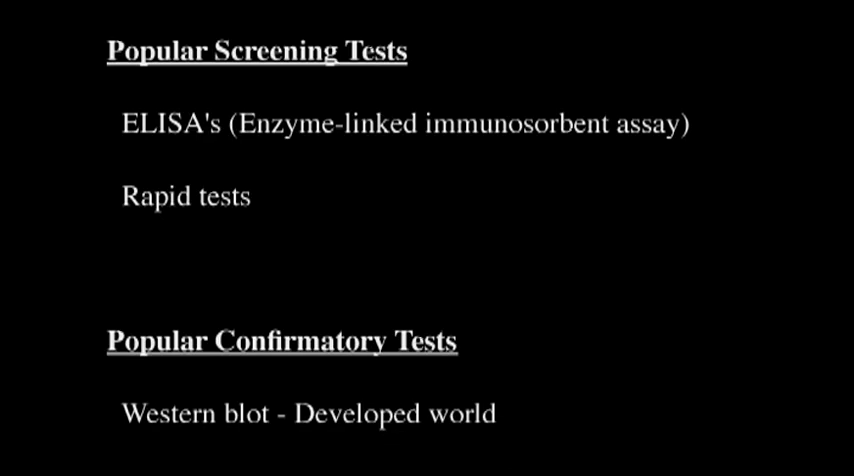 Popular Screening Tests
ELISA's (Enzyme-linked immunosorbent assay)
Rapid tests
Popular Confirmatory Tests
Western blot - Developed world